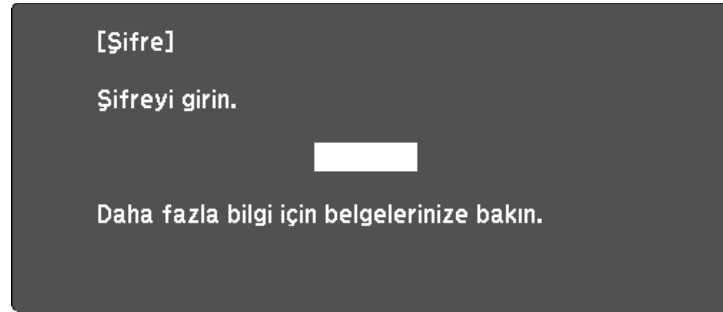 [Şifre]
Şifreyi girin.
Daha fazla bilgi için belgelerinize bakın.